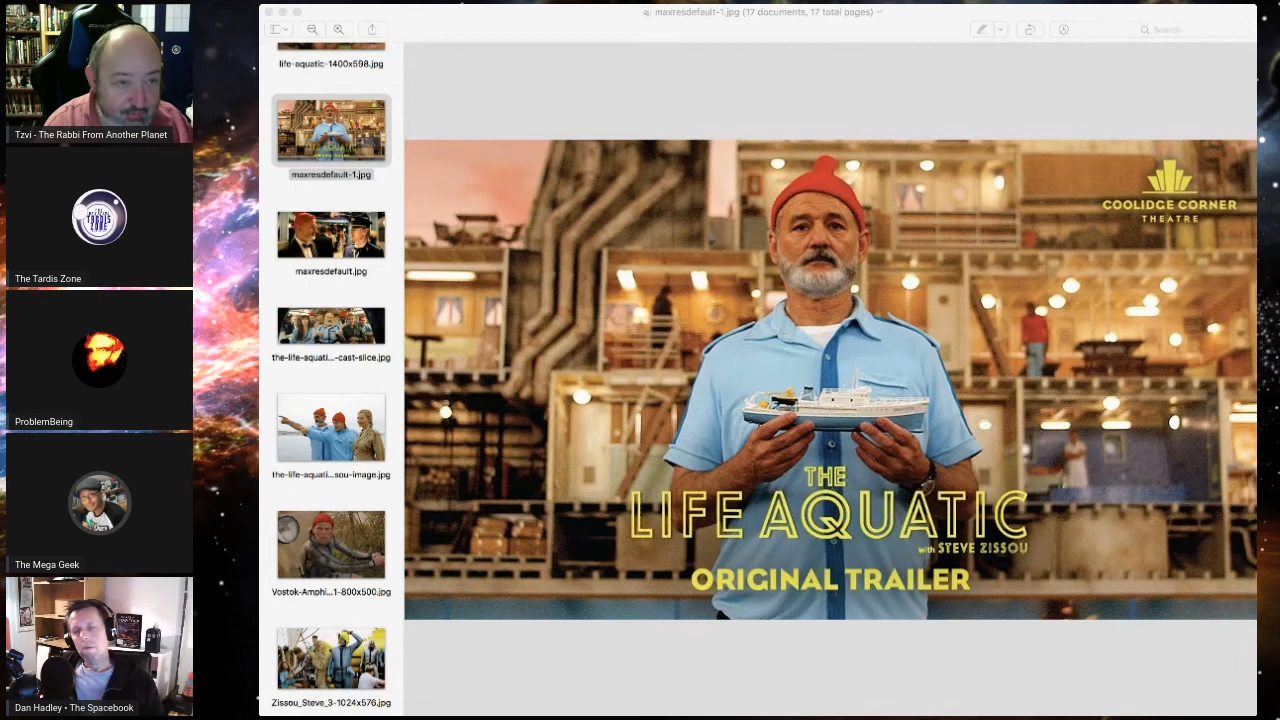 Tzvi - The Rabbi From Another Planet
The Tardis Zone
ProblemBeing
The Mega Geek
Dan Hadley • The Spacebook
maxresdefault-1.jpg (17 documents, 17 total pages)
Search
life-aquatic-1400x598.jpg
maxresdefault-1.jpg
maxresdefault.jpg
the-life-aquati...-cast-slice.jpg
the-life-aquati...sou-image.jpg
Vostok-Amphi...1-800x500.jpg
Zissou_Steve_3-1024x576.jpg
COOLIDGE CORNER
THEATRE
THE
LIFE AQUATIC
with STEVE ZISSOU
ORIGINAL TRAILER